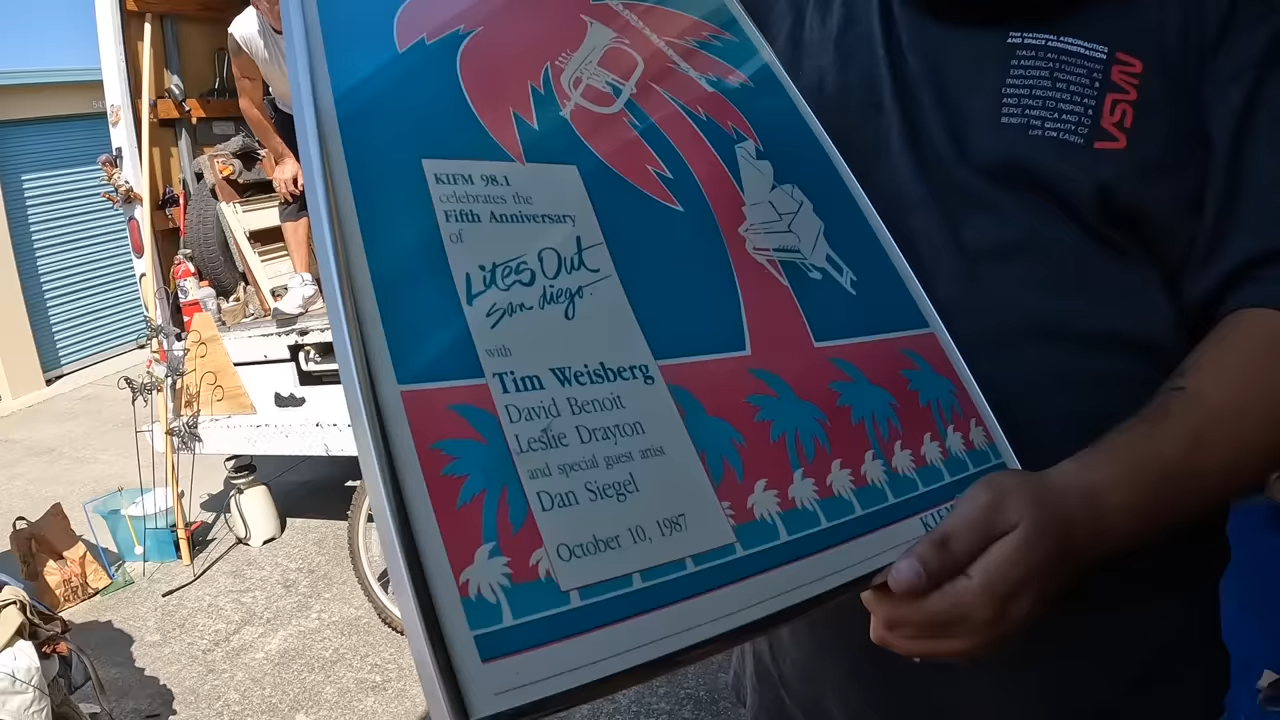 KIFM 98.1
celebrates the
Fifth Anniversary
of
Lites Out
san diego.
with
Tim Weisberg
David Benoit
Leslie Drayton
and special guest artist
Dan Siegel
October 10, 1987
KIFM
THE NATIONAL AERONAUTICS
AND SPACE ADMINISTRATION
NASA IS AN INVESTMENT
IN AMERICA'S FUTURE. AS
EXPLORERS, PIONEERS, &
INNOVATORS, WE BOLDLY
EXPAND FRONTIERS IN AIR
AND SPACE TO INSPIRE &
SERVE AMERICA AND TO
BENEFIT THE QUALITY OF
LIFE ON EARTH.
NASA